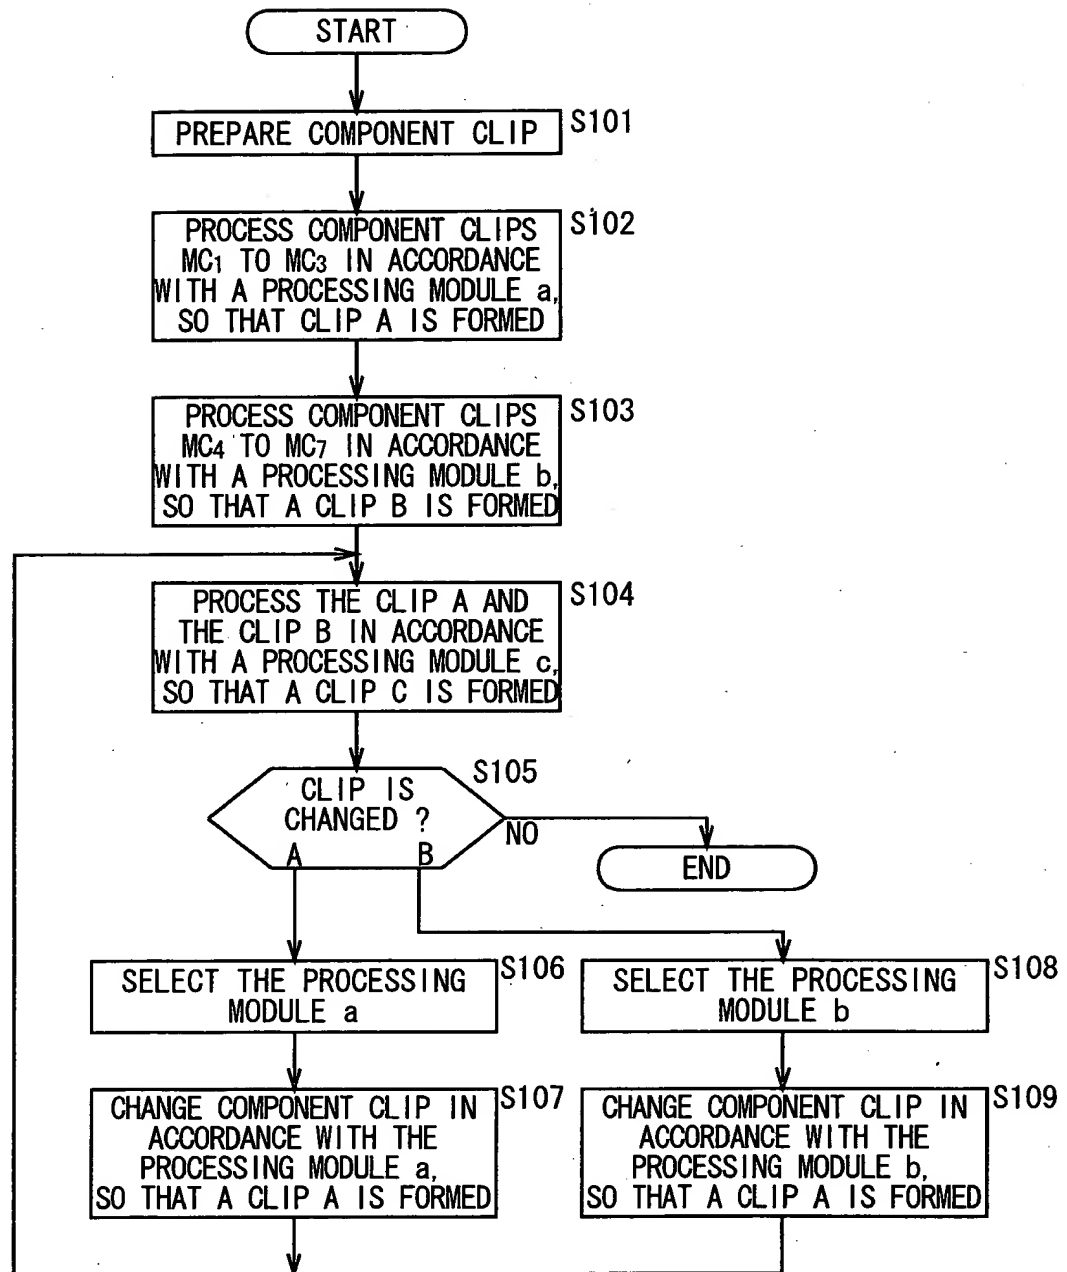 START
PREPARE COMPONENT CLIP
S101
PROCESS COMPONENT CLIPS
MC1 TO MC3 IN ACCORDANCE
WITH A PROCESSING MODULE a,
SO THAT CLIP A IS FORMED
S102
PROCESS COMPONENT CLIPS
MC4 TO MC7 IN ACCORDANCE
WITH A PROCESSING MODULE b,
SO THAT A CLIP B IS FORMED
S103
PROCESS THE CLIP A AND
THE CLIP B IN ACCORDANCE
WITH A PROCESSING MODULE c,
SO THAT A CLIP C IS FORMED
S104
CLIP IS
CHANGED ?
S105
A
B
NO
END
SELECT THE PROCESSING
MODULE a
S106
SELECT THE PROCESSING
MODULE b
S108
CHANGE COMPONENT CLIP IN
ACCORDANCE WITH THE
PROCESSING MODULE a,
SO THAT A CLIP A IS FORMED
S107
CHANGE COMPONENT CLIP IN
ACCORDANCE WITH THE
PROCESSING MODULE b,
SO THAT A CLIP A IS FORMED
S109